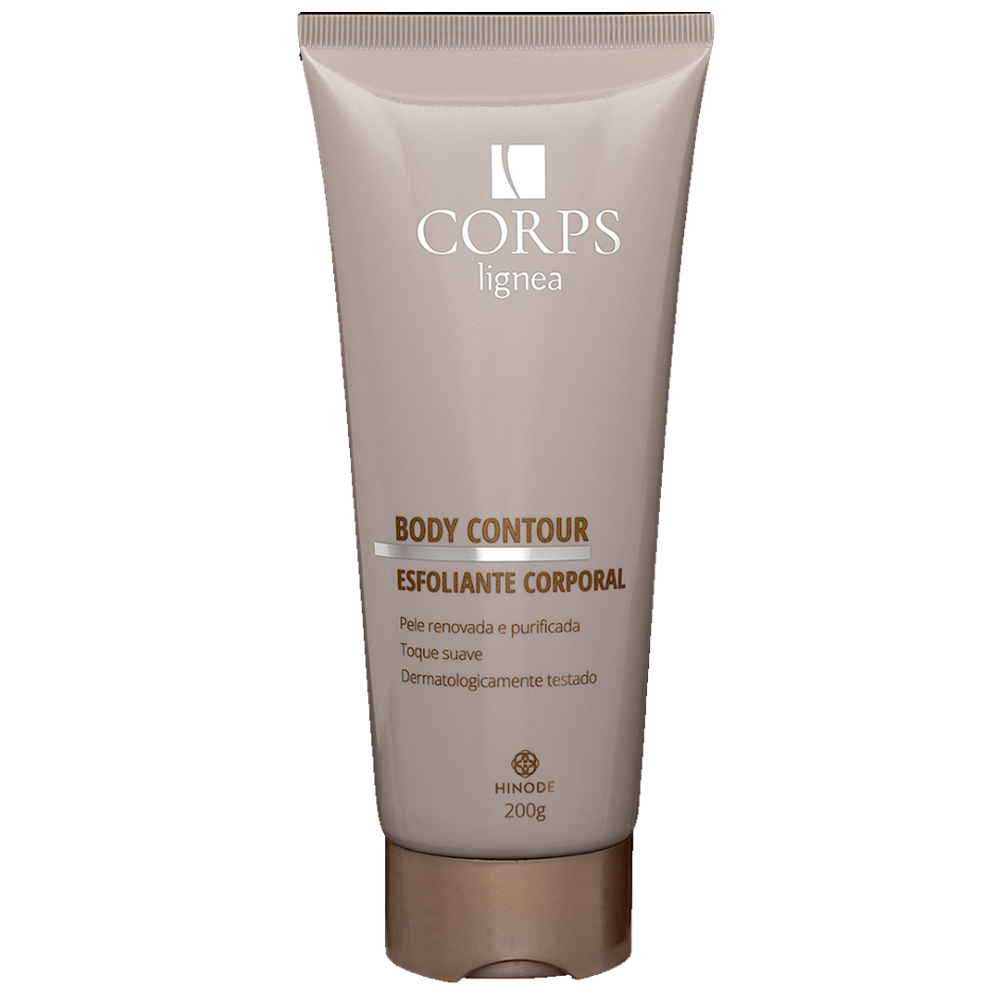 CORPS
lignea
BODY CONTOUR
ESFOLIANTE CORPORAL
Pele renovada e purificada
Toque suave
Dermatologicamente testado
HINODE
200g